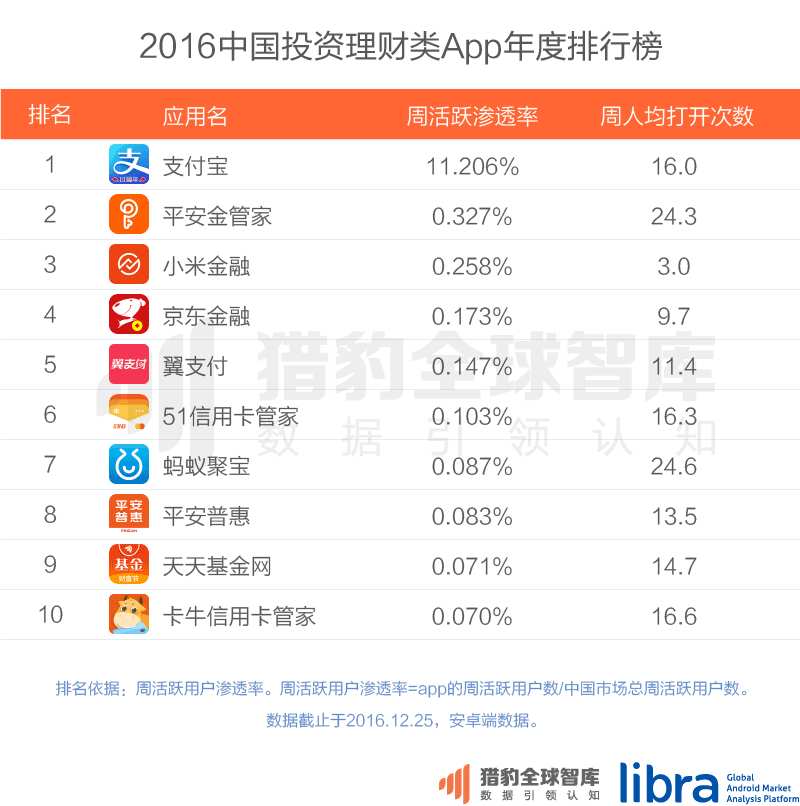 2016中国投资理财类App年度排行榜
排名 应用名 周活跃渗透率 周人均打开次数
1 支付宝 11.206% 16.0
2 平安金管家 0.327% 24.3
3 小米金融 0.258% 3.0
4 京东金融 0.173% 9.7
5 翼支付 翼支付 0.147% 11.4
6 51信用卡管家 0.103% 16.3
7 蚂蚁聚宝 0.087% 24.6
8 平安普惠 平安普惠 0.083% 13.5
9 基金 天天基金网 0.071% 14.7
10 卡牛信用卡管家 0.070% 16.6
猎豹全球智库
数据引领认知
排名依据：周活跃用户渗透率。周活跃用户渗透率=app的周活跃用户数/中国市场总周活跃用户数。
数据截止于2016.12.25，安卓端数据。
猎豹全球智库
数据引领认知
libra Global
Android Market
Analysis Platform